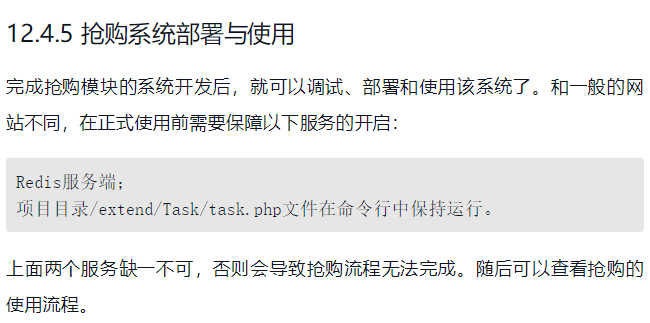 12.4.5 抢购系统部署与使用
完成抢购模块的系统开发后，就可以调试、部署和使用该系统了。和一般的网
站不同，在正式使用前需要保障以下服务的开启：
Redis服务端；
项目目录/extend/Task/task.php文件在命令行中保持运行。
上面两个服务缺一不可，否则会导致抢购流程无法完成。随后可以查看抢购的
使用流程。